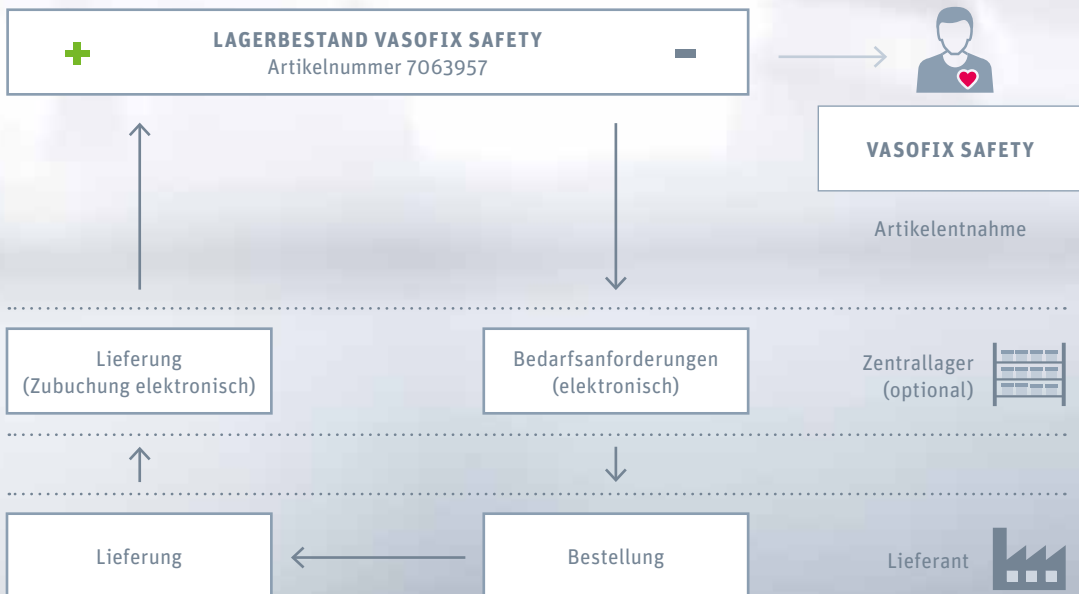 LAGERBESTAND VASOFIX SAFETY
Artikelnummer 7063957
VASOFIX SAFETY
Artikelentnahme
Lieferung
(Zubuchung elektronisch)
Bedarfsanforderungen
(elektronisch)
Zentrallager
(optional)
Lieferung
Bestellung
Lieferant